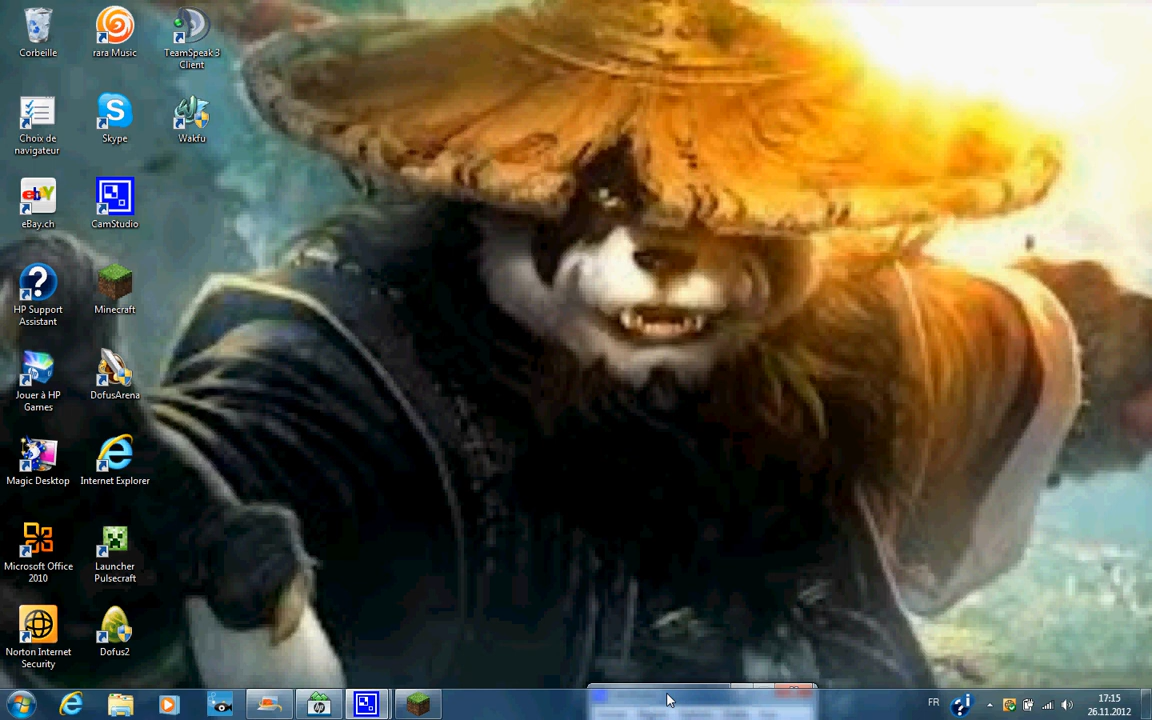 Corbeille
rara Music
TeamSpeak 3
Client
Choix de
navigateur
Skype
Wakfu
ebY
eBay.ch
CamStudio
HP Support
Assistant
Minecraft
Jouer à HP
Games
DofusArena
Magic Desktop
Internet Explorer
Microsoft Office
2010
Launcher
Pulsecraft
Norton Internet
Security
Dofus2
FR
17:15
26.11.2012